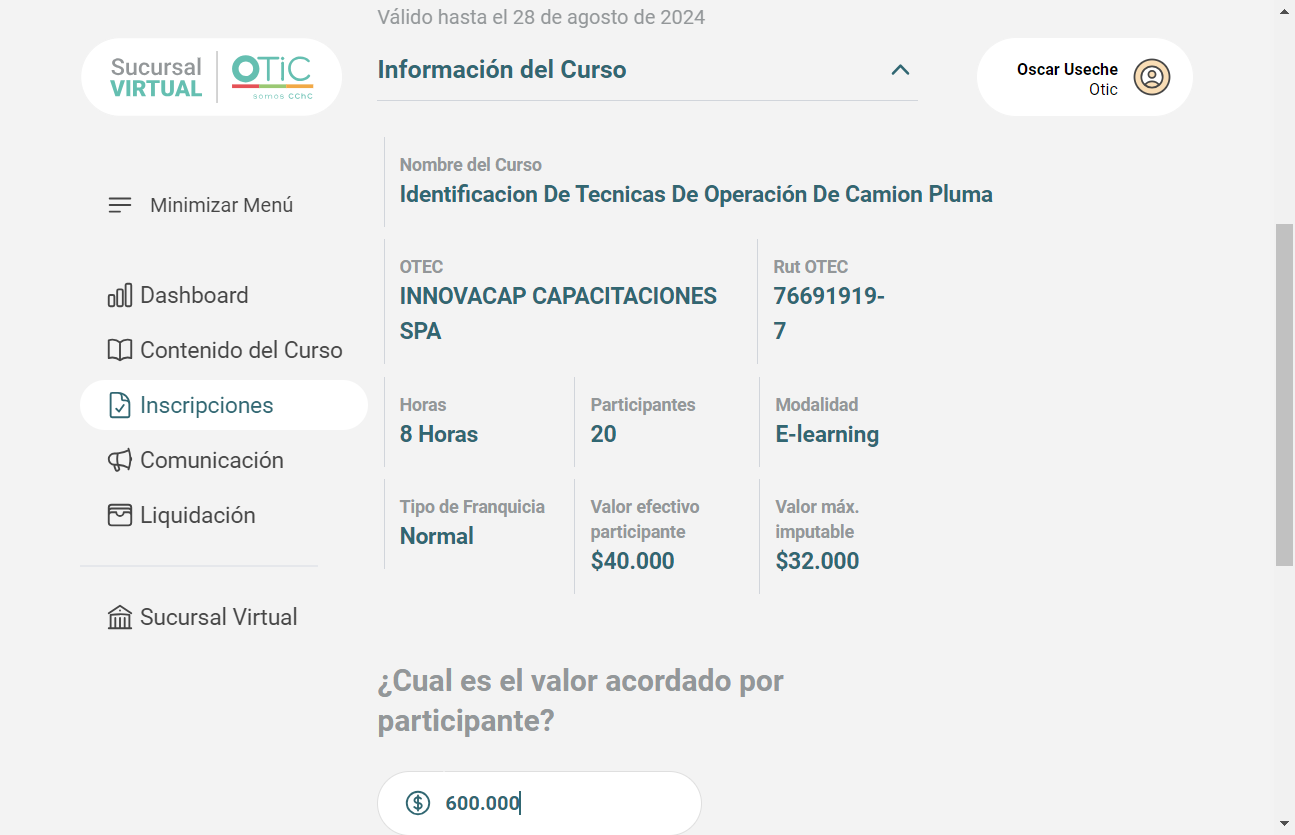 Válido hasta el 28 de agosto de 2024
Sucursal
VIRTUAL
OTiC
somos CChC
Información del Curso
Oscar Useche
Otic
Minimizar Menú
Dashboard
Contenido del Curso
Inscripciones
Comunicación
Liquidación
Sucursal Virtual
Nombre del Curso
Identificacion De Tecnicas De Operación De Camion Pluma
OTEC
INNOVACAP CAPACITACIONES
SPA
Rut OTEC
76691919-
7
Horas
8 Horas
Participantes
20
Modalidad
E-learning
Tipo de Franquicia
Normal
Valor efectivo
participante
$40.000
Valor máx.
imputable
$32.000
¿Cual es el valor acordado por
participante?
$ 600.000